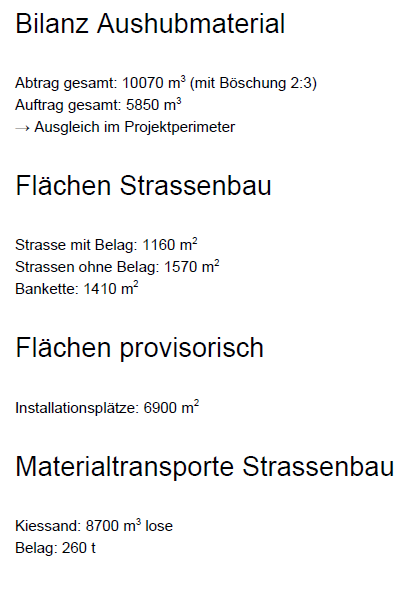 Bilanz Aushubmaterial
Abtrag gesamt: 10070 m³ (mit Böschung 2:3)
Auftrag gesamt: 5850 m³
→ Ausgleich im Projektperimeter
Flächen Strassenbau
Strasse mit Belag: 1160 m²
Strassen ohne Belag: 1570 m²
Bankette: 1410 m²
Flächen provisorisch
Installationsplätze: 6900 m²
Materialtransporte Strassenbau
Kiessand: 8700 m³ lose
Belag: 260 t